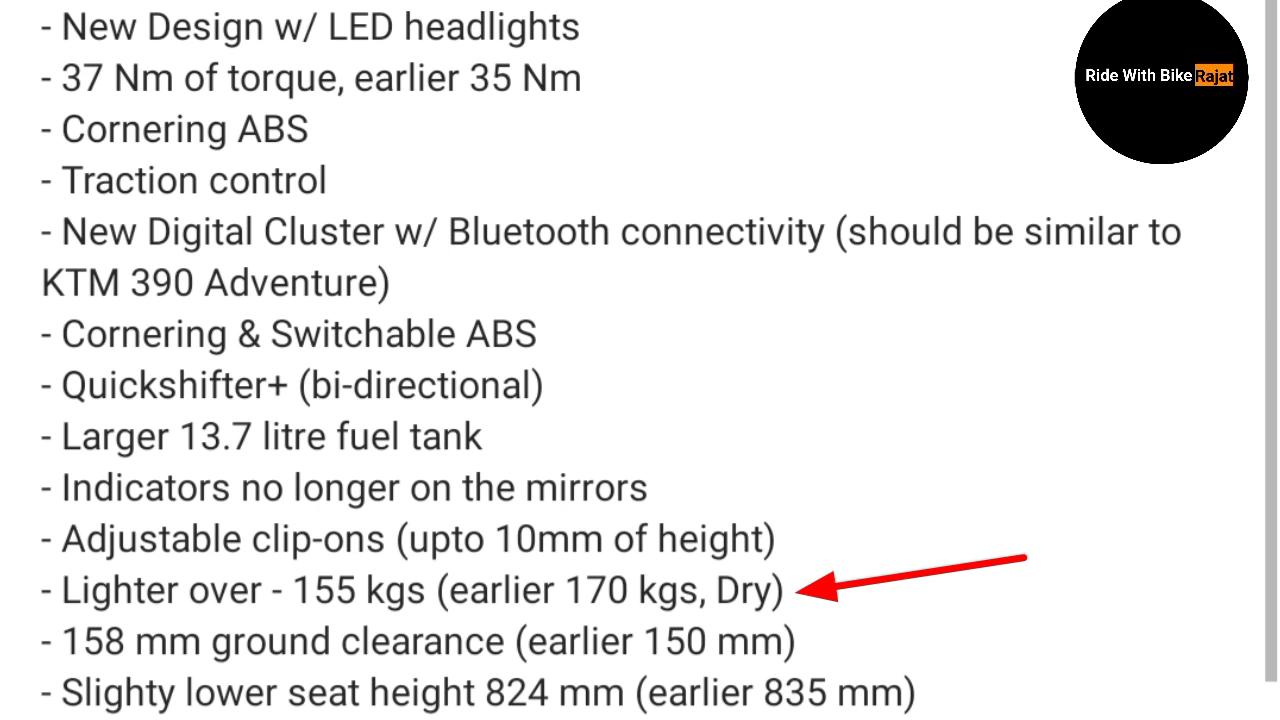 - New Design w/ LED headlights
- 37 Nm of torque, earlier 35 Nm
- Cornering ABS
- Traction control
- New Digital Cluster w/ Bluetooth connectivity (should be similar to
KTM 390 Adventure)
- Cornering & Switchable ABS
- Quickshifter+ (bi-directional)
- Larger 13.7 litre fuel tank
- Indicators no longer on the mirrors
- Adjustable clip-ons (upto 10mm of height)
- Lighter over - 155 kgs (earlier 170 kgs, Dry)
- 158 mm ground clearance (earlier 150 mm)
- Slighty lower seat height 824 mm (earlier 835 mm)
Ride With Bike Rajat